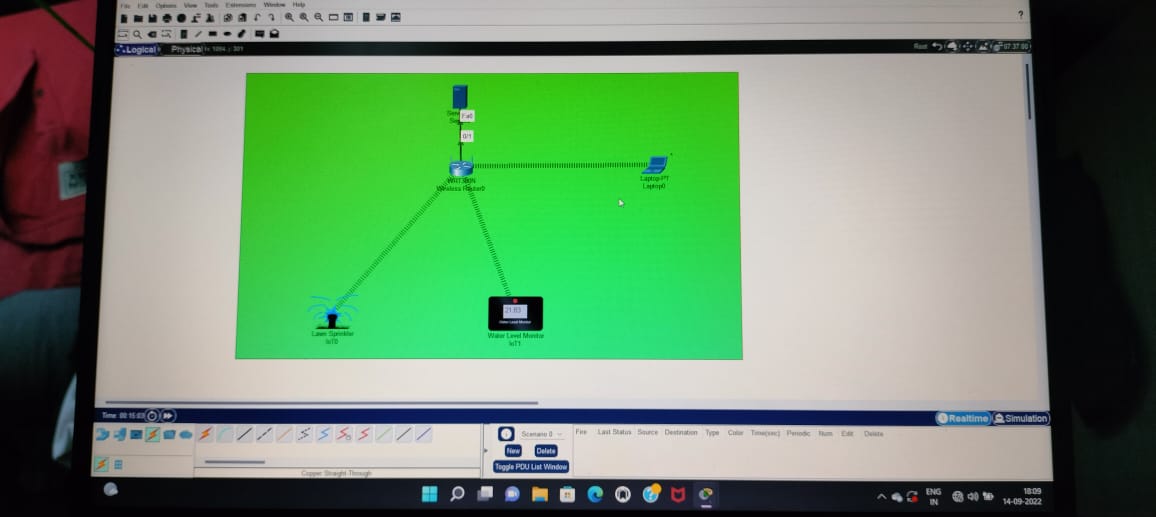 File Edit Options View Tools Extensions Window Help
?
Logical Physical x: 1094, y: 301
Root 07:37:00
Fa0
0/1
WRT300N
Wireless Router0
Laptop-PT
Laptop0
21.83
Water Level Monitor
Lawn Sprinkler
IoT0
Water Level Monitor
IoT1
Time: 00:15:03
Realtime Simulation
Scenario 0
Fire Last Status Source Destination Type Color Time(sec) Periodic Num Edit Delete
New Delete
Toggle PDU List Window
Copper Straight-Through
ENG
IN
18:09
14-09-2022